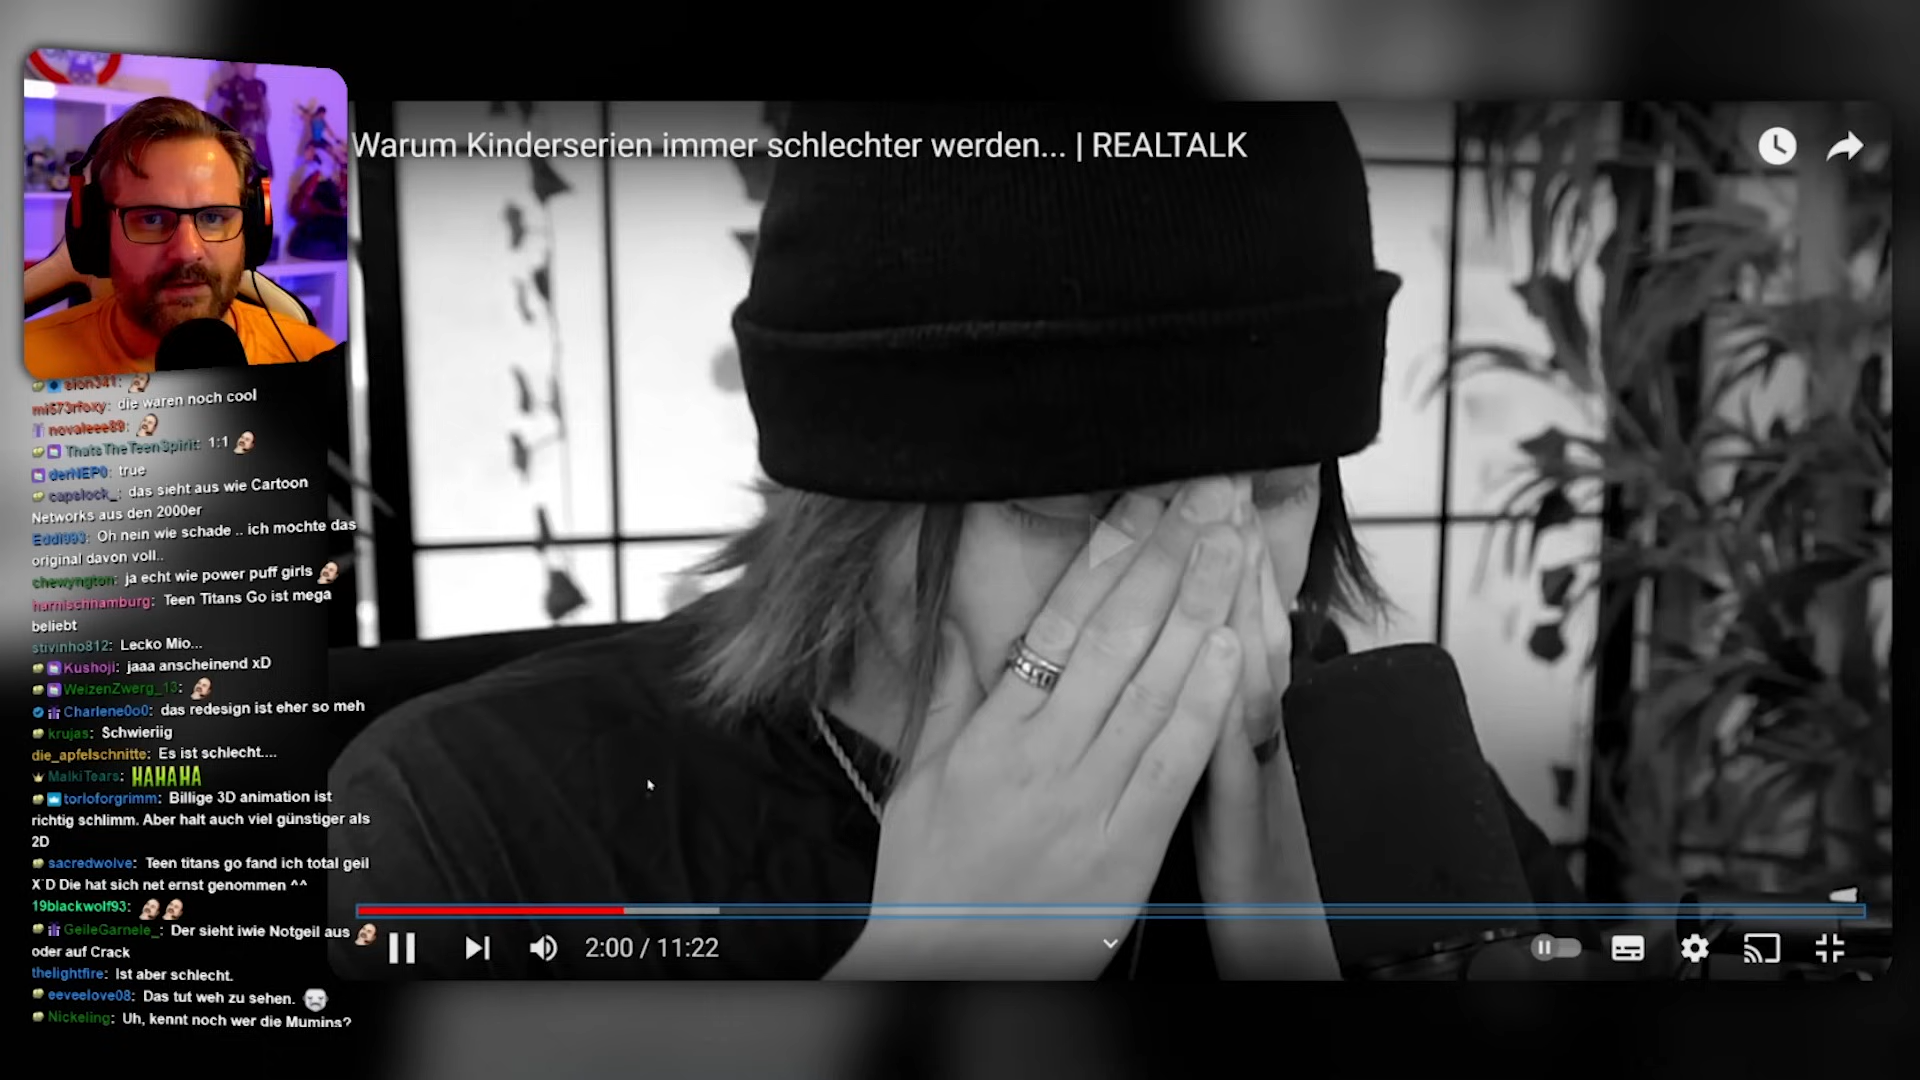 Warum Kinderserien immer schlechter werden... | REALTALK
sion341:
mi573rfoxy: die waren noch cool
novaleee89:
ThatsTheTeenSpirit: 1:1
derNEP0: true
capslock_: das sieht aus wie Cartoon
Networks aus den 2000er
Eddi993: Oh nein wie schade .. ich mochte das
original davon voll..
chewyngton: ja echt wie power puff girls
harnischhamburg: Teen Titans Go ist mega
beliebt
stivinho812: Lecko Mio...
Kushoji: jaaa anscheinend xD
WeizenZwerg_13:
Charlene0o0: das redesign ist eher so meh
krujas: Schwieriig
die_apfelschnitte: Es ist schlecht....
MalkiTears: HAHAHA
torloforgrimm: Billige 3D animation ist
richtig schlimm. Aber halt auch viel günstiger als
2D
sacredwolve: Teen titans go fand ich total geil
X`D Die hat sich net ernst genommen ^^
19blackwolf93:
GeileGarnele_: Der sieht iwie Notgeil aus
oder auf Crack
thelightfire: Ist aber schlecht.
eeveelove08: Das tut weh zu sehen.
Nickeling: Uh, kennt noch wer die Mumins?
2:00 / 11:22